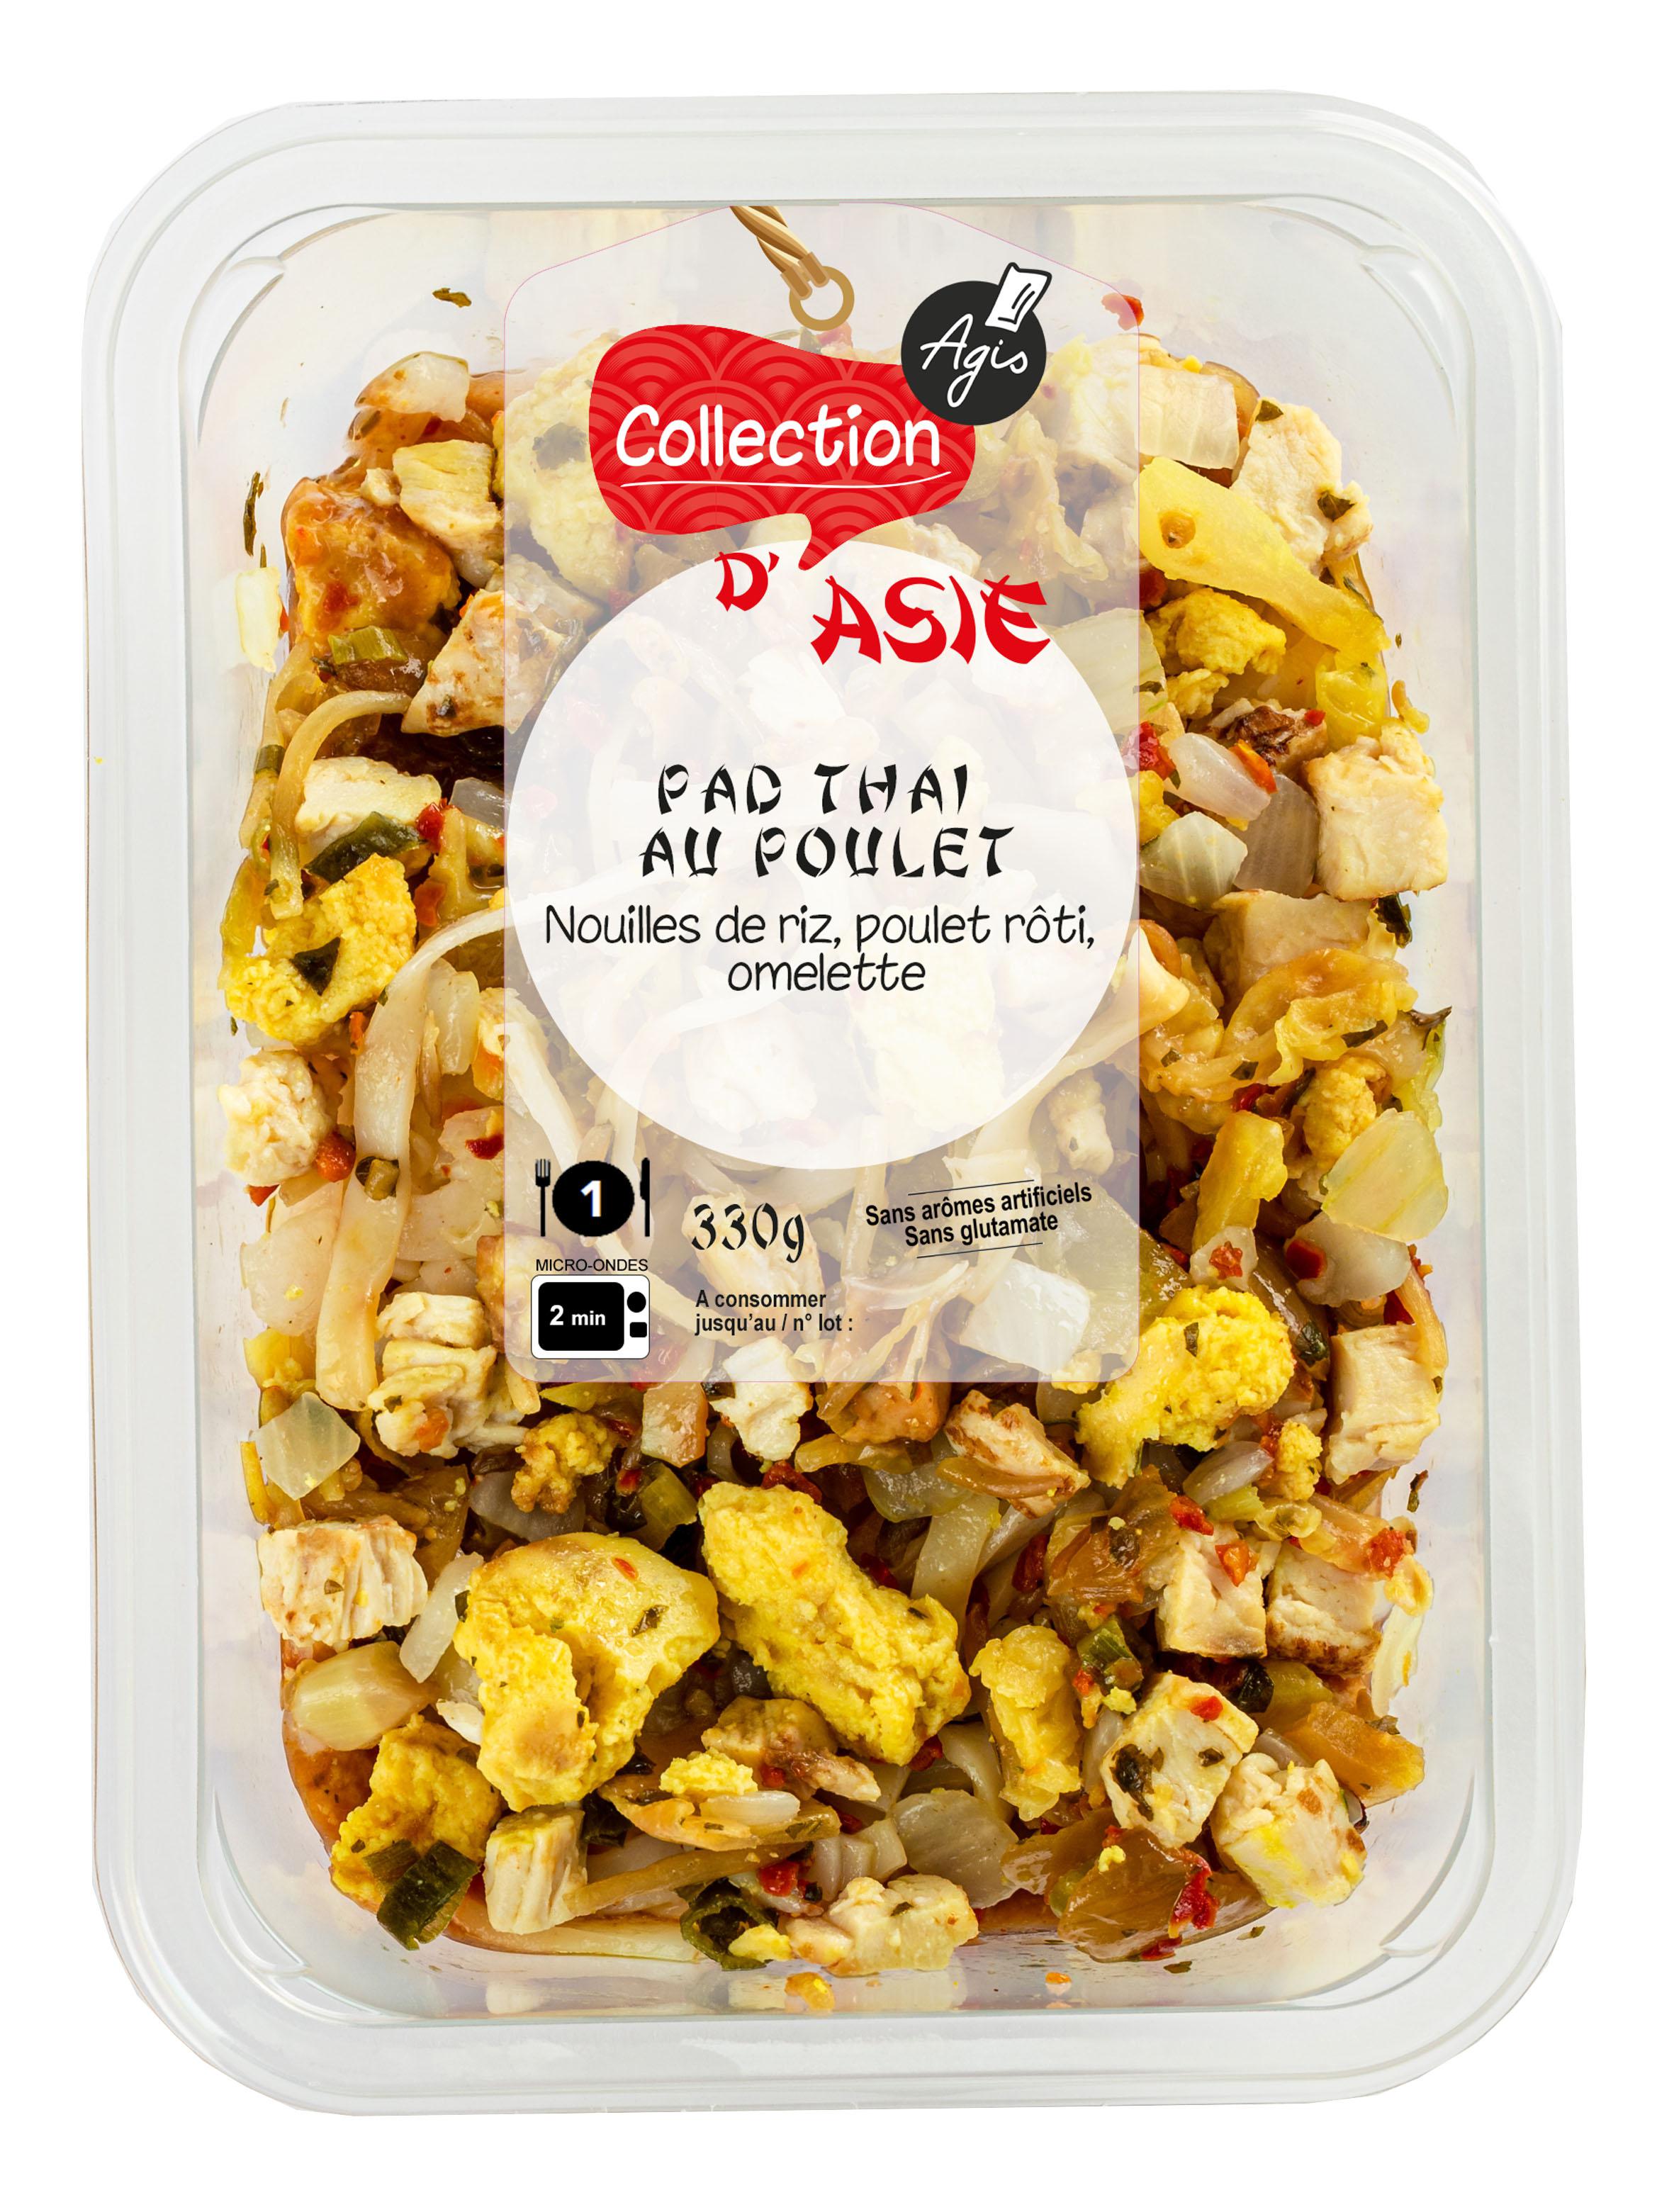 Agis
Collection
D'ASIE
PAD THAI
AU POULET
Nouilles de riz, poulet rôti,
omelette
1
330g
Sans arômes artificiels
Sans glutamate
MICRO-ONDES
2 min
A consommer
jusqu'au / n° lot :